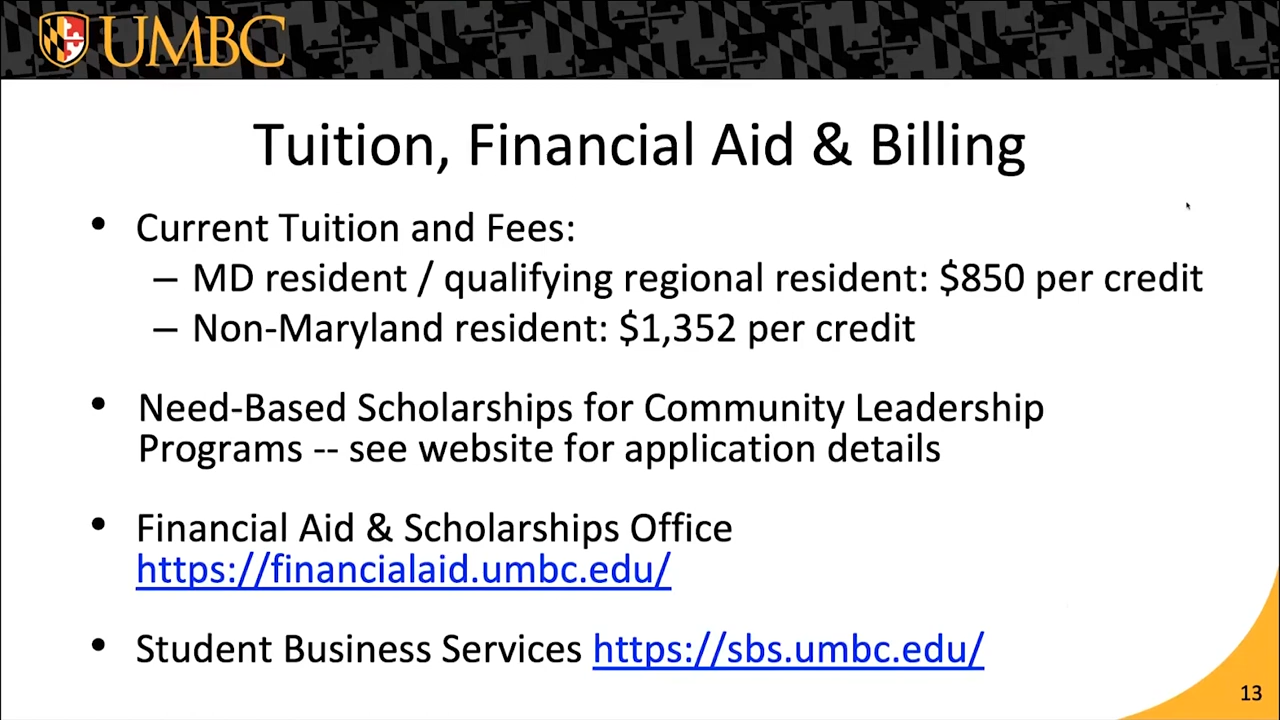 UMBC
Tuition, Financial Aid & Billing
• Current Tuition and Fees:
– MD resident / qualifying regional resident: $850 per credit
– Non-Maryland resident: $1,352 per credit
• Need-Based Scholarships for Community Leadership
Programs -- see website for application details
• Financial Aid & Scholarships Office
https://financialaid.umbc.edu/
• Student Business Services https://sbs.umbc.edu/
13